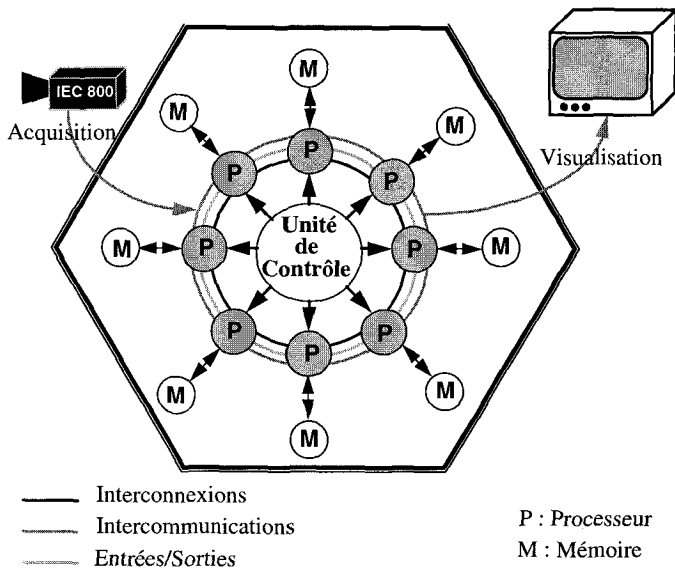 M
IEC 800
Acquisition
M
M
Visualisation
P
P
P
Unité
de
Contrôle
M
P
P
M
P
P
P
M
M
M
Interconnexions
Intercommunications
Entrées/Sorties
P : Processeur
M : Mémoire